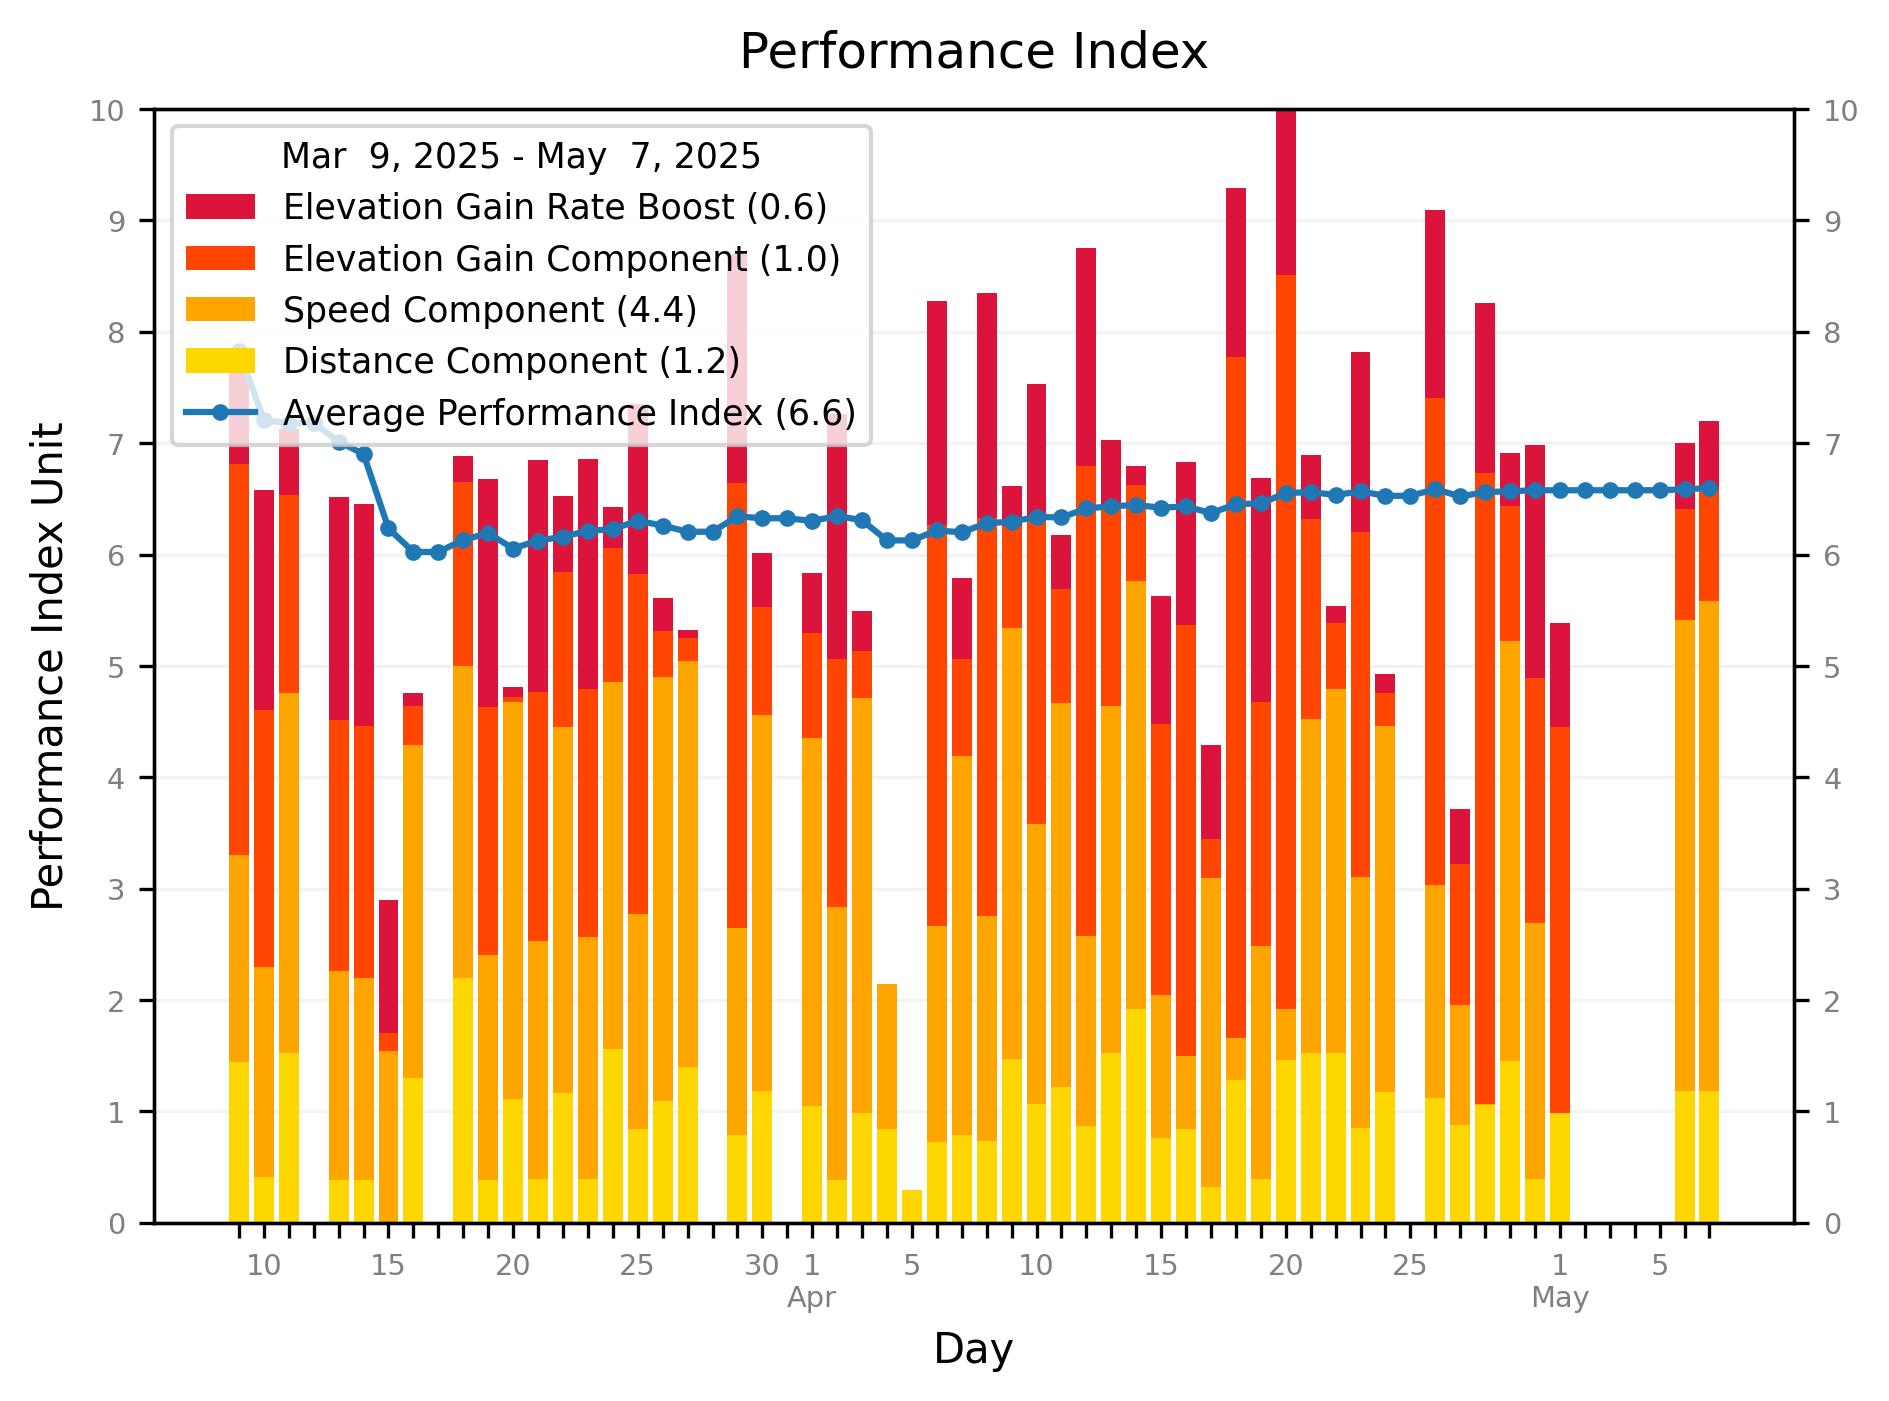 Performance Index
Mar  9, 2025 - May  7, 2025
Elevation Gain Rate Boost (0.6)
Elevation Gain Component (1.0)
Speed Component (4.4)
Distance Component (1.2)
Average Performance Index (6.6)
Performance Index Unit
10
9
8
7
6
5
4
3
2
1
0
10
9
8
7
6
5
4
3
2
1
0
10 15 20 25 30 1 5 10 15 20 25 1 5
Apr May
Day